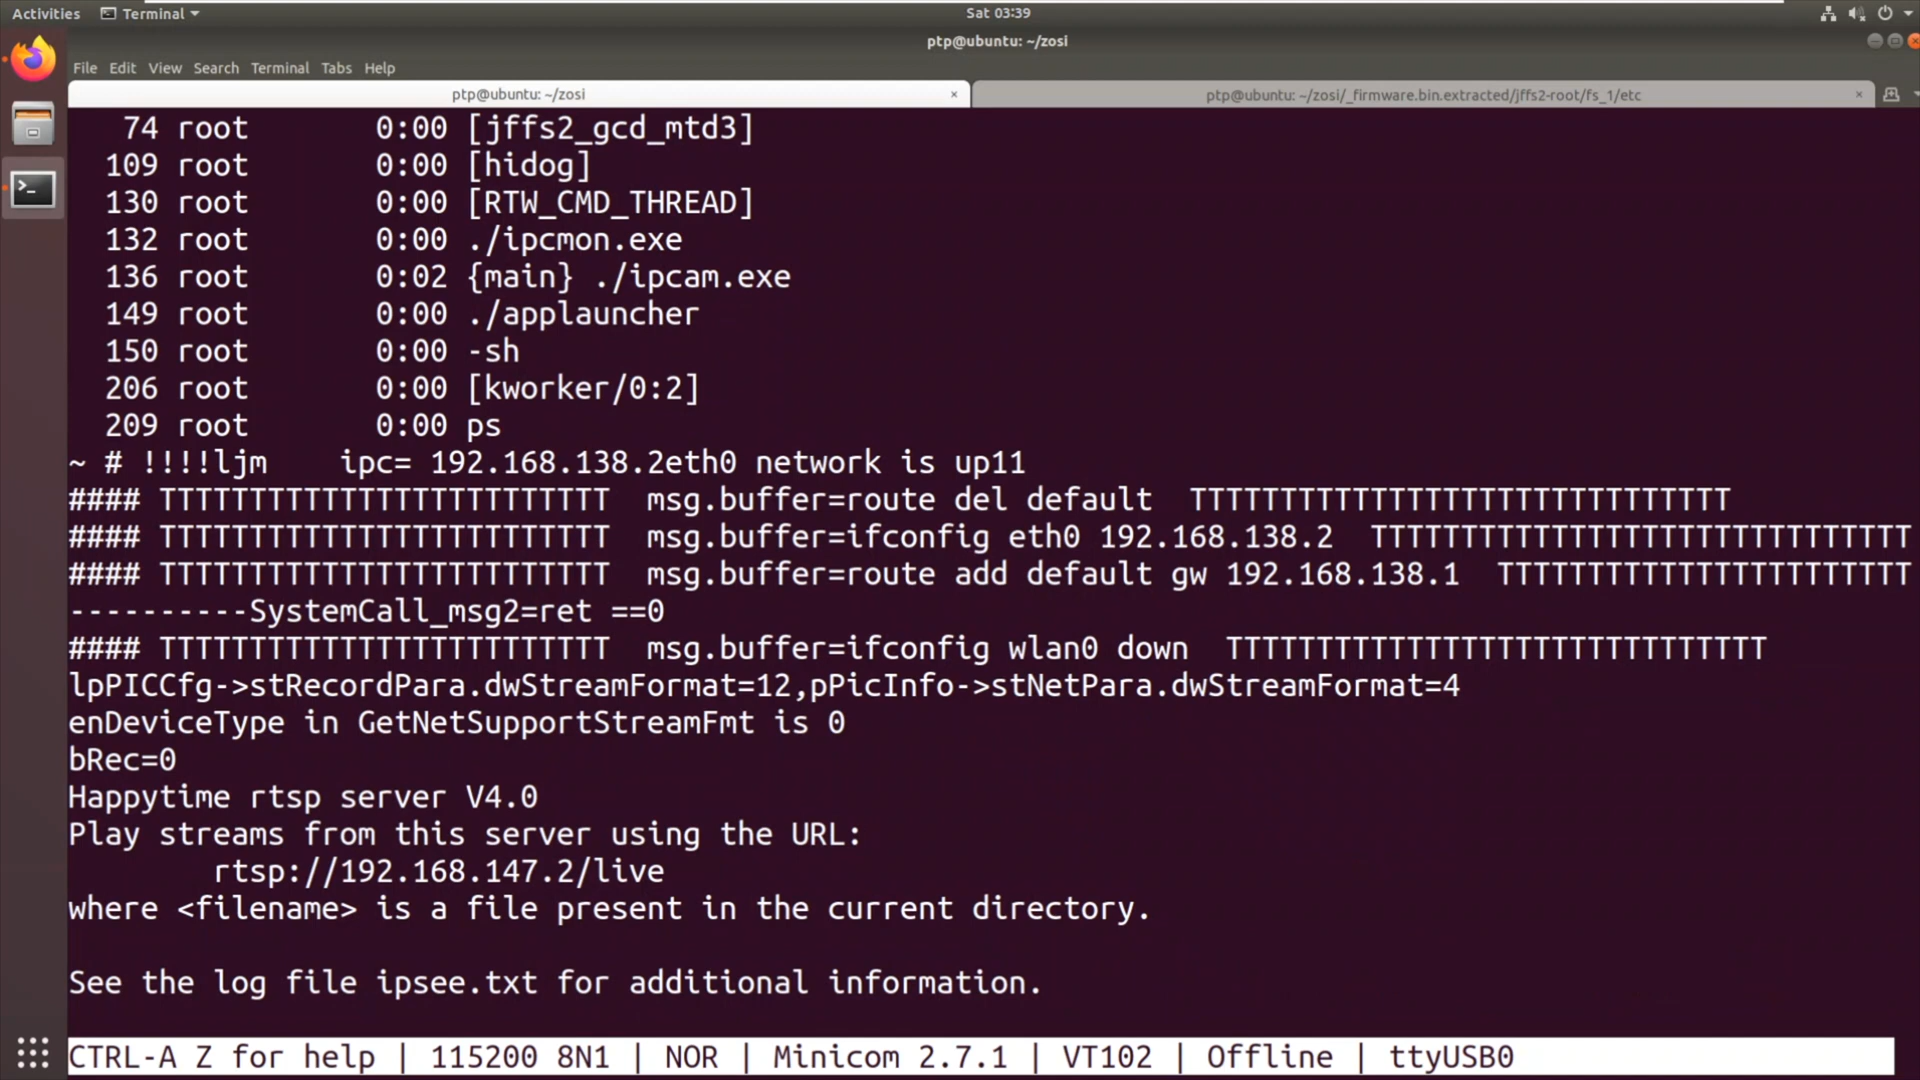 Activities Terminal Sat 03:39
ptp@ubuntu: ~/zosi
File Edit View Search Terminal Tabs Help
ptp@ubuntu: ~/zosi × ptp@ubuntu: ~/zosi/_firmware.bin.extracted/jffs2-root/fs_1/etc ×
74 root 0:00 [jffs2_gcd_mtd3]
109 root 0:00 [hidog]
130 root 0:00 [RTW_CMD_THREAD]
132 root 0:00 ./ipcmon.exe
136 root 0:02 {main} ./ipcam.exe
149 root 0:00 ./applauncher
150 root 0:00 -sh
206 root 0:00 [kworker/0:2]
209 root 0:00 ps
~ # !!!!ljm    ipc= 192.168.138.2eth0 network is up11
#### TTTTTTTTTTTTTTTTTTTTTTTTT  msg.buffer=route del default  TTTTTTTTTTTTTTTTTTTTTTTTTTTTTT
#### TTTTTTTTTTTTTTTTTTTTTTTTT  msg.buffer=ifconfig eth0 192.168.138.2  TTTTTTTTTTTTTTTTTTTTTTTTTTTTTT
#### TTTTTTTTTTTTTTTTTTTTTTTTT  msg.buffer=route add default gw 192.168.138.1  TTTTTTTTTTTTTTTTTTTTTTT
----------SystemCall_msg2=ret ==0
#### TTTTTTTTTTTTTTTTTTTTTTTTT  msg.buffer=ifconfig wlan0 down  TTTTTTTTTTTTTTTTTTTTTTTTTTTTTT
lpPICCfg->stRecordPara.dwStreamFormat=12,pPicInfo->stNetPara.dwStreamFormat=4
enDeviceType in GetNetSupportStreamFmt is 0
bRec=0
Happytime rtsp server V4.0
Play streams from this server using the URL:
rtsp://192.168.147.2/live
where <filename> is a file present in the current directory.
See the log file ipsee.txt for additional information.
CTRL-A Z for help | 115200 8N1 | NOR | Minicom 2.7.1 | VT102 | Offline | ttyUSB0